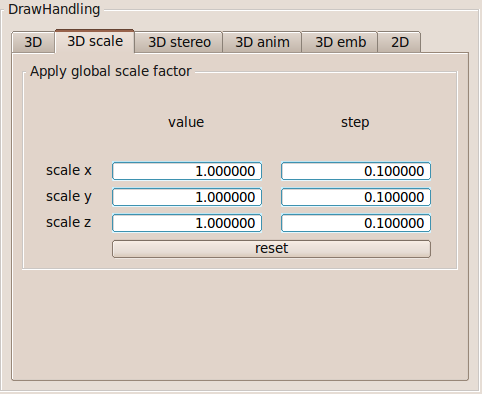 DrawHandling
3D 3D scale 3D stereo 3D anim 3D emb 2D
Apply global scale factor
value step
scale x 1.000000 0.100000
scale y 1.000000 0.100000
scale z 1.000000 0.100000
reset